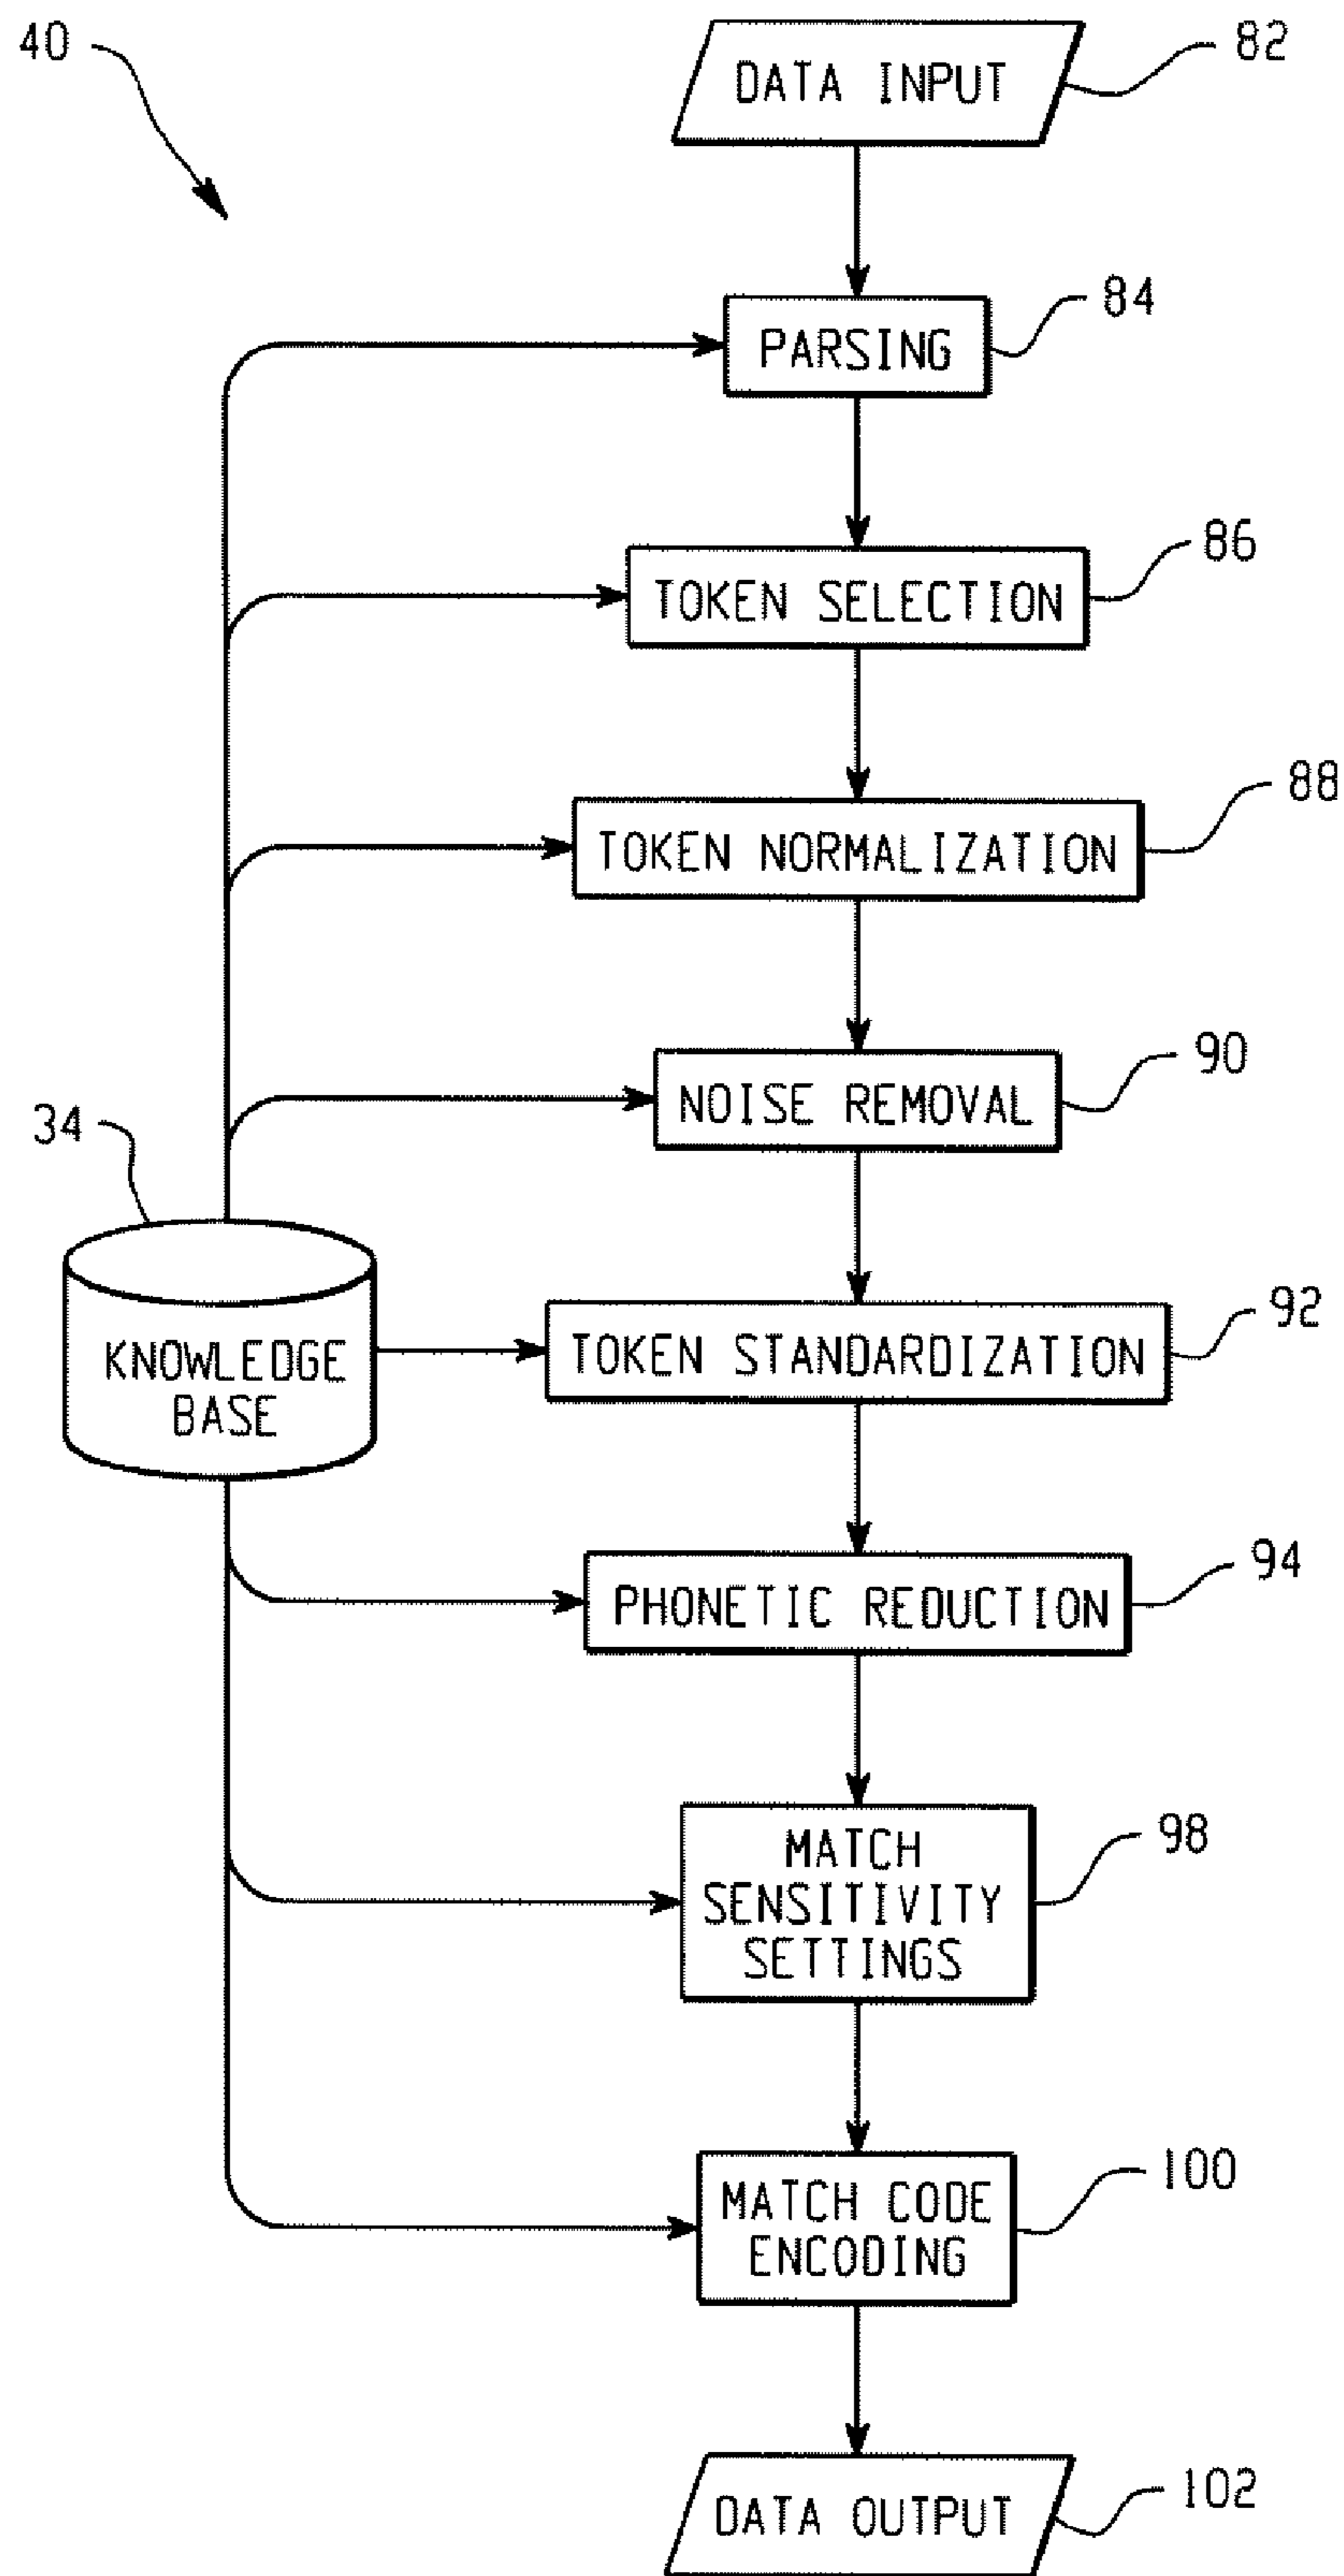 40
DATA INPUT
82
PARSING
84
TOKEN SELECTION
86
TOKEN NORMALIZATION
88
NOISE REMOVAL
90
34
KNOWLEDGE
BASE
TOKEN STANDARDIZATION
92
PHONETIC REDUCTION
94
MATCH
SENSITIVITY
SETTINGS
98
MATCH CODE
ENCODING
100
DATA OUTPUT
102